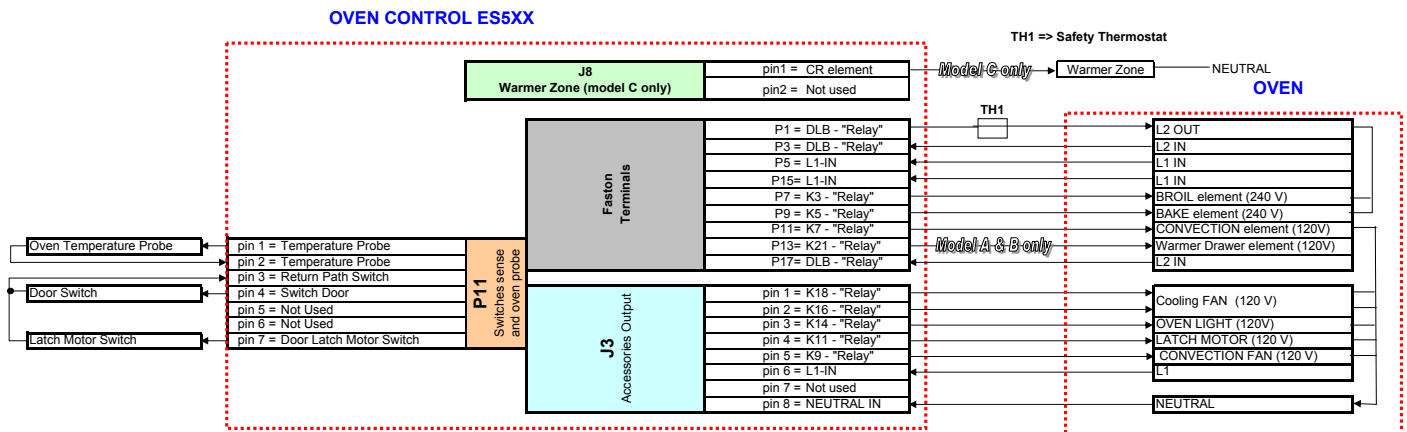 OVEN CONTROL ES5XX
TH1 => Safety Thermostat
J8
Warmer Zone (model C only)
pin1 = CR element
pin2 = Not used
Model C only
Warmer Zone
NEUTRAL
OVEN
TH1
Faston
Terminals
P1 = DLB - "Relay"
P3 = DLB - "Relay"
P5 = L1-IN
P15= L1-IN
P7 = K3 - "Relay"
P9 = K5 - "Relay"
P11= K7 - "Relay"
P13= K21 - "Relay"
P17= DLB - "Relay"
Model A & B only
L2 OUT
L2 IN
L1 IN
L1 IN
BROIL element (240 V)
BAKE element (240 V)
CONVECTION element (120V)
Warmer Drawer element (120V)
L2 IN
Oven Temperature Probe
Door Switch
Latch Motor Switch
pin 1 = Temperature Probe
pin 2 = Temperature Probe
pin 3 = Return Path Switch
pin 4 = Switch Door
pin 5 = Not Used
pin 6 = Not Used
pin 7 = Door Latch Motor Switch
P11
Switches sense
and oven probe
J3
Accessories Output
pin 1 = K18 - "Relay"
pin 2 = K16 - "Relay"
pin 3 = K14 - "Relay"
pin 4 = K11 - "Relay"
pin 5 = K9 - "Relay"
pin 6 = L1-IN
pin 7 = Not used
pin 8 = NEUTRAL IN
Cooling FAN (120 V)
OVEN LIGHT (120V)
LATCH MOTOR (120 V)
CONVECTION FAN (120 V)
L1
NEUTRAL